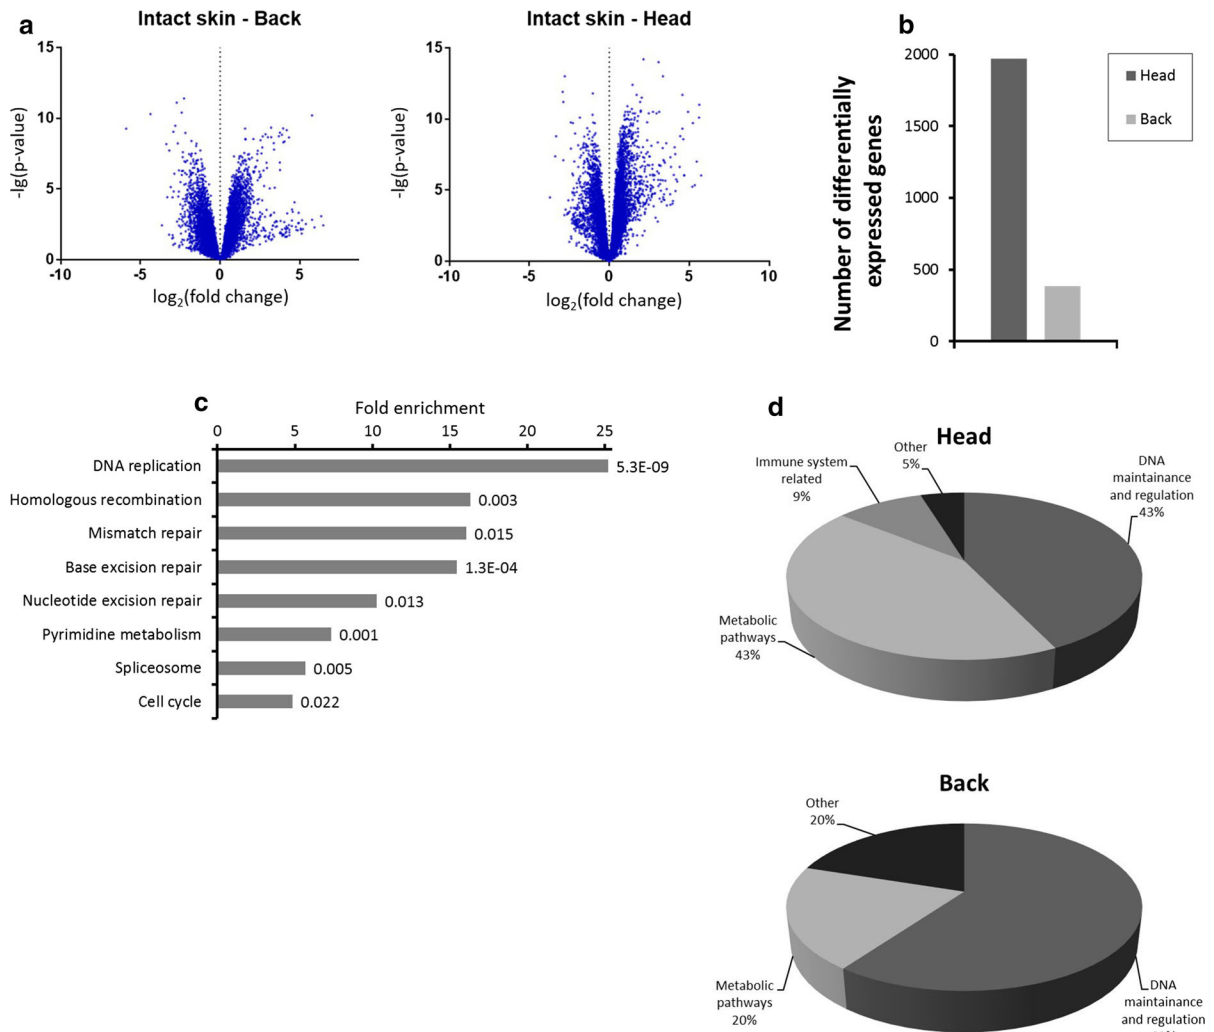 a
Intact skin - Back
15
10
5
0
-10
-5
0
5
-lg(p-value)
log2(fold change)
Intact skin - Head
15
10
5
0
-10
-5
0
5
10
-lg(p-value)
log2(fold change)
b
Number of differentially
expressed genes
2000
1500
1000
500
0
Head
Back
c
Fold enrichment
0 5 10 15 20 25
DNA replication 5.3E-09
Homologous recombination 0.003
Mismatch repair 0.015
Base excision repair 1.3E-04
Nucleotide excision repair 0.013
Pyrimidine metabolism 0.001
Spliceosome 0.005
Cell cycle 0.022
d
Head
Other
5%
Immune system
related
9%
DNA
maintainance
and regulation
43%
Metabolic
pathways
43%
Back
Other
20%
Metabolic
pathways
20%
DNA
maintainance
and regulation